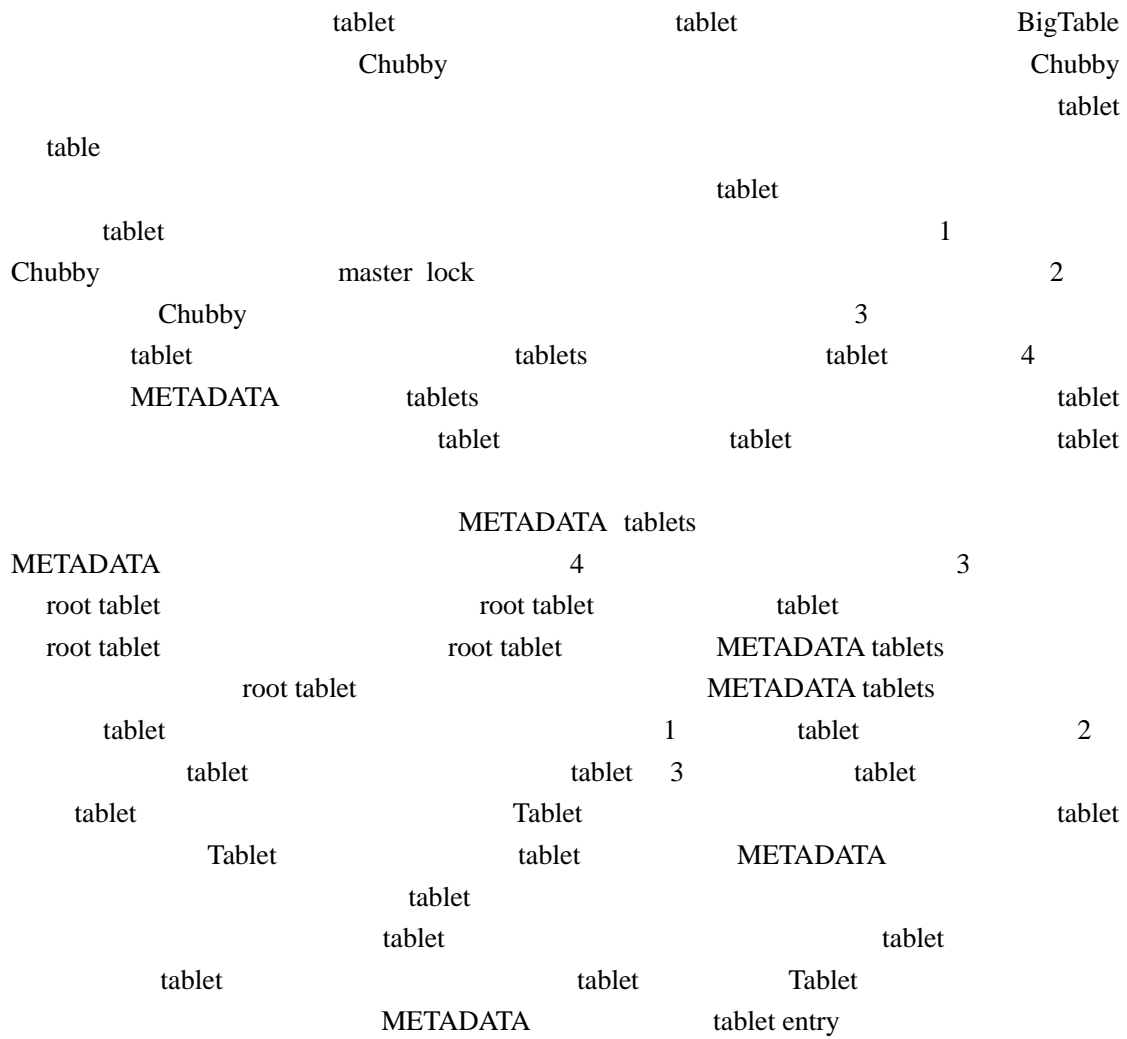 tablet tablet BigTable
Chubby Chubby
tablet
table
tablet
tablet 1
Chubby master lock 2
Chubby 3
tablet tablets tablet 4
METADATA tablets tablet
tablet tablet tablet
METADATA tablets
METADATA 4 3
root tablet root tablet tablet
root tablet root tablet METADATA tablets
root tablet METADATA tablets
tablet 1 tablet 2
tablet tablet 3 tablet
tablet Tablet tablet
Tablet tablet METADATA
tablet
tablet tablet
tablet tablet Tablet
METADATA tablet entry